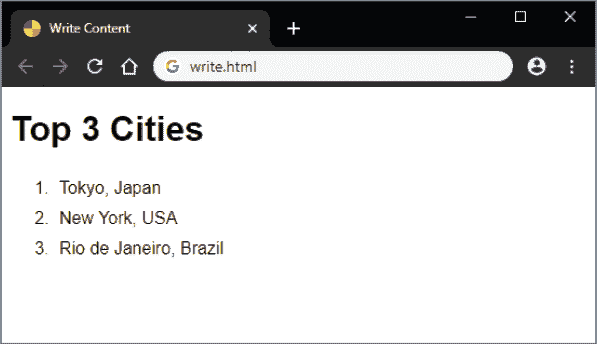 Write Content
write.html
Top 3 Cities
1. Tokyo, Japan
2. New York, USA
3. Rio de Janeiro, Brazil